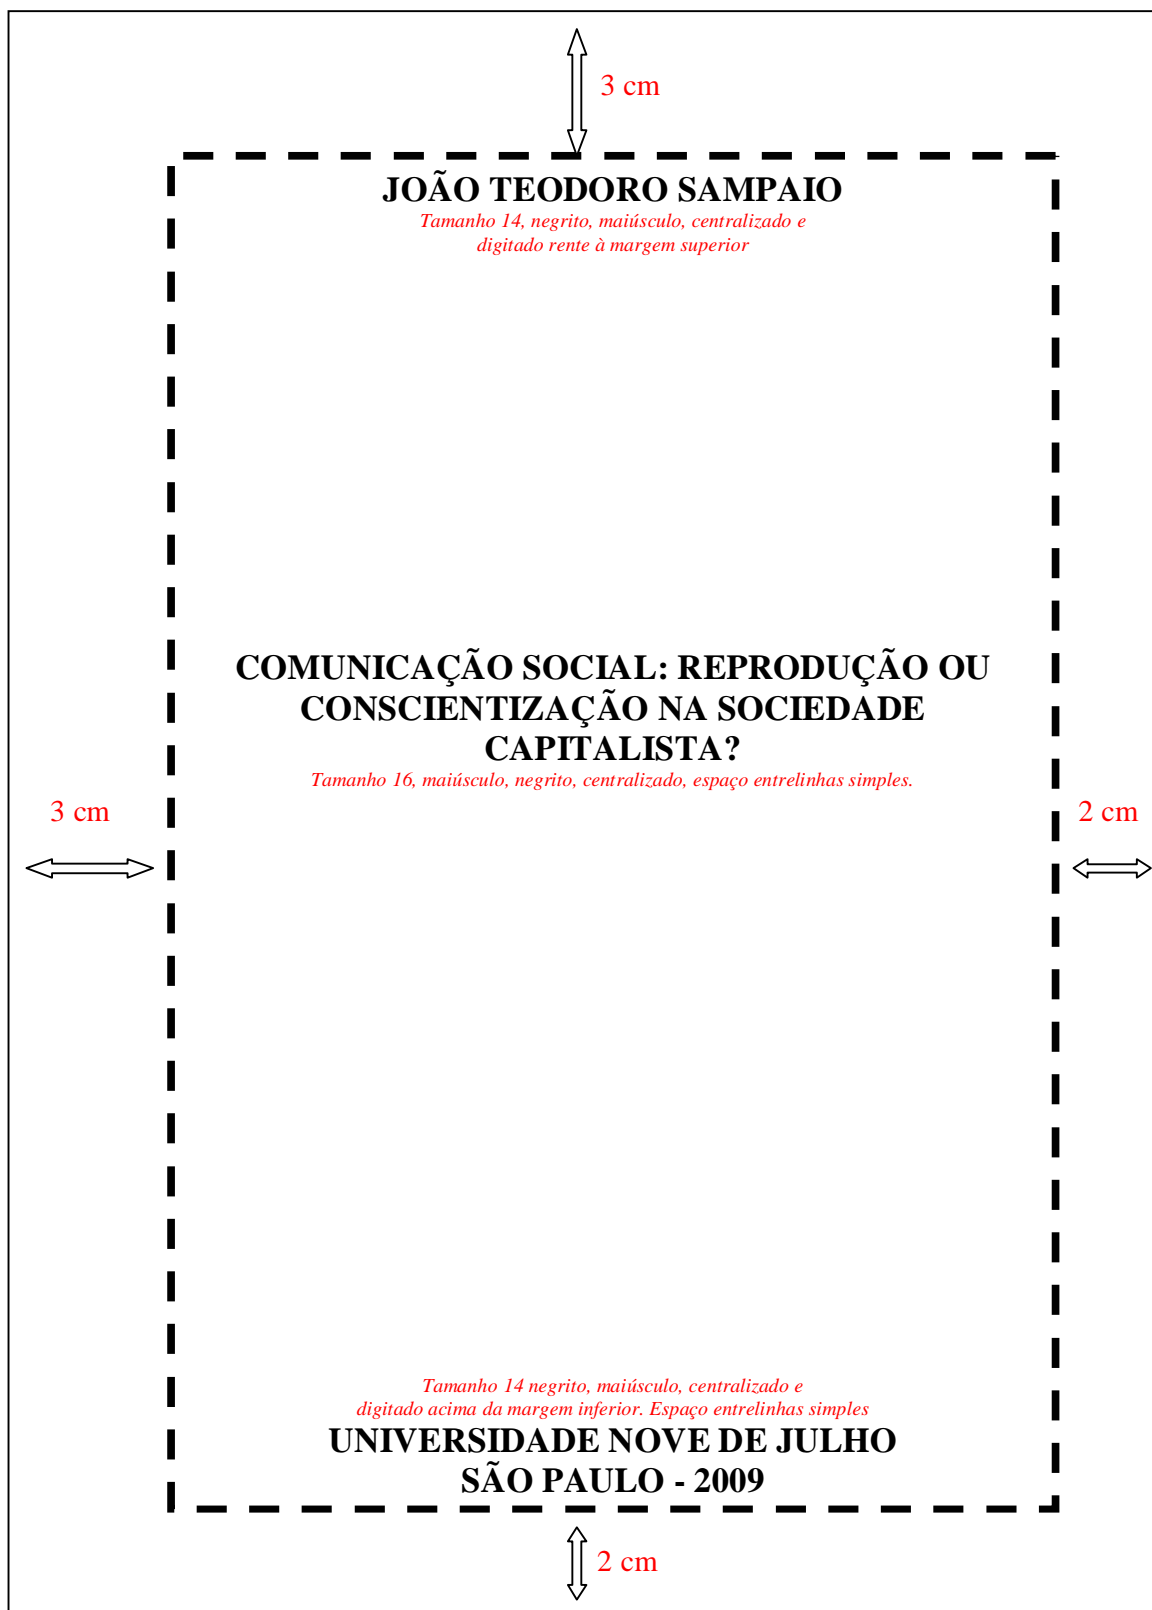 3 cm
JOÃO TEODORO SAMPAIO
Tamanho 14, negrito, maiúsculo, centralizado e
digitado rente à margem superior
COMUNICAÇÃO SOCIAL: REPRODUÇÃO OU
CONSCIENTIZAÇÃO NA SOCIEDADE
CAPITALISTA?
Tamanho 16, maiúsculo, negrito, centralizado, espaço entrelinhas simples.
3 cm
2 cm
Tamanho 14 negrito, maiúsculo, centralizado e
digitado acima da margem inferior. Espaço entrelinhas simples
UNIVERSIDADE NOVE DE JULHO
SÃO PAULO - 2009
2 cm